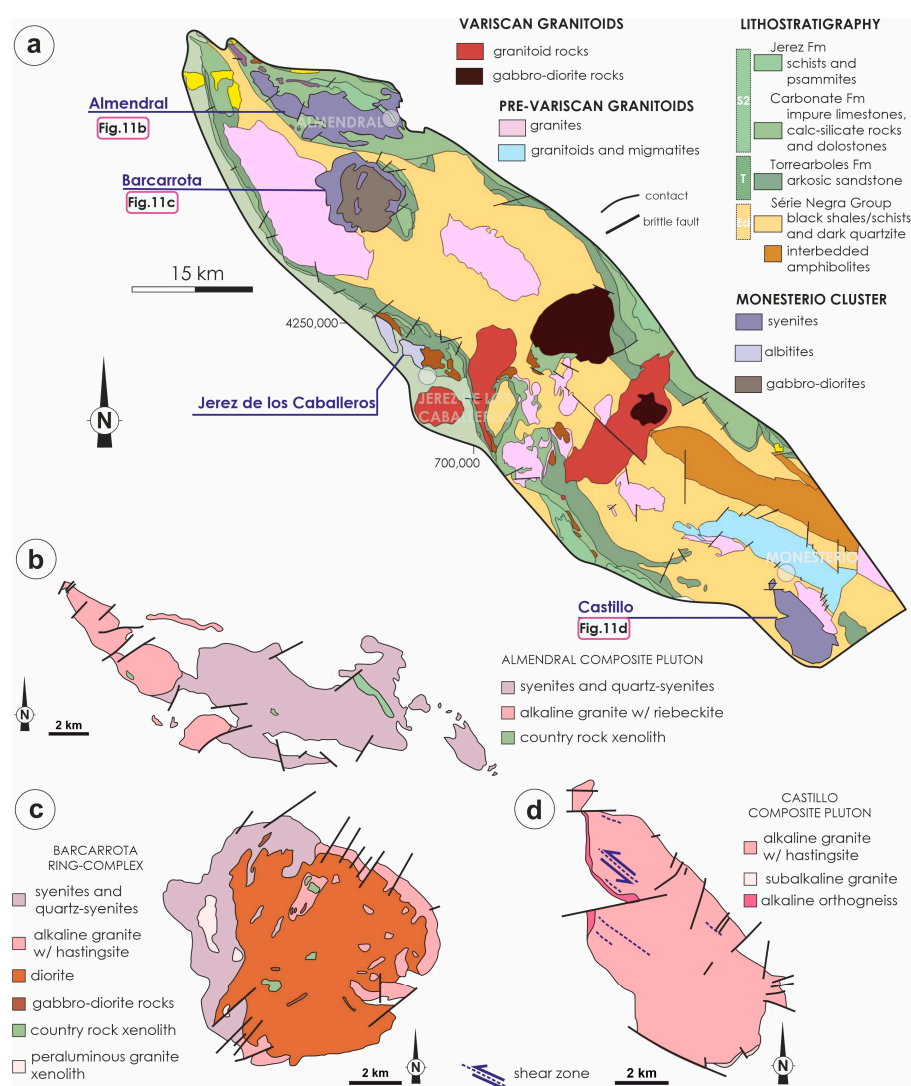 a
VARISCAN GRANITOIDS
granitoid rocks
gabbro-diorite rocks
PRE-VARISCAN GRANITOIDS
granites
granitoids and migmatites
contact
brittle fault
LITHOSTRATIGRAPHY
Jerez Fm
schists and
psammites
S2
Carbonate Fm
impure limestones,
calc-silicate rocks
and dolostones
T
Torrearboles Fm
arkosic sandstone
Ed
Série Negra Group
black shales/schists
and dark quartzite
interbedded
amphibolites
MONESTERIO CLUSTER
syenites
albitites
gabbro-diorites
Almendral
Fig.11b
ALMENDRAL
Barcarrota
Fig.11c
15 km
4250,000
N
Jerez de los Caballeros
JEREZ DE LOS
CABALLEROS
700,000
MONESTERIO
Castillo
Fig.11d
b
N
2 km
ALMENDRAL COMPOSITE PLUTON
syenites and quartz-syenites
alkaline granite w/ riebeckite
country rock xenolith
c
BARCARROTA
RING-COMPLEX
syenites and
quartz-syenites
alkaline granite
w/ hastingsite
diorite
gabbro-diorite rocks
country rock xenolith
peraluminous granite
xenolith
2 km
N
d
CASTILLO
COMPOSITE PLUTON
alkaline granite
w/ hastingsite
subalkaline granite
alkaline orthogneiss
shear zone
2 km
N